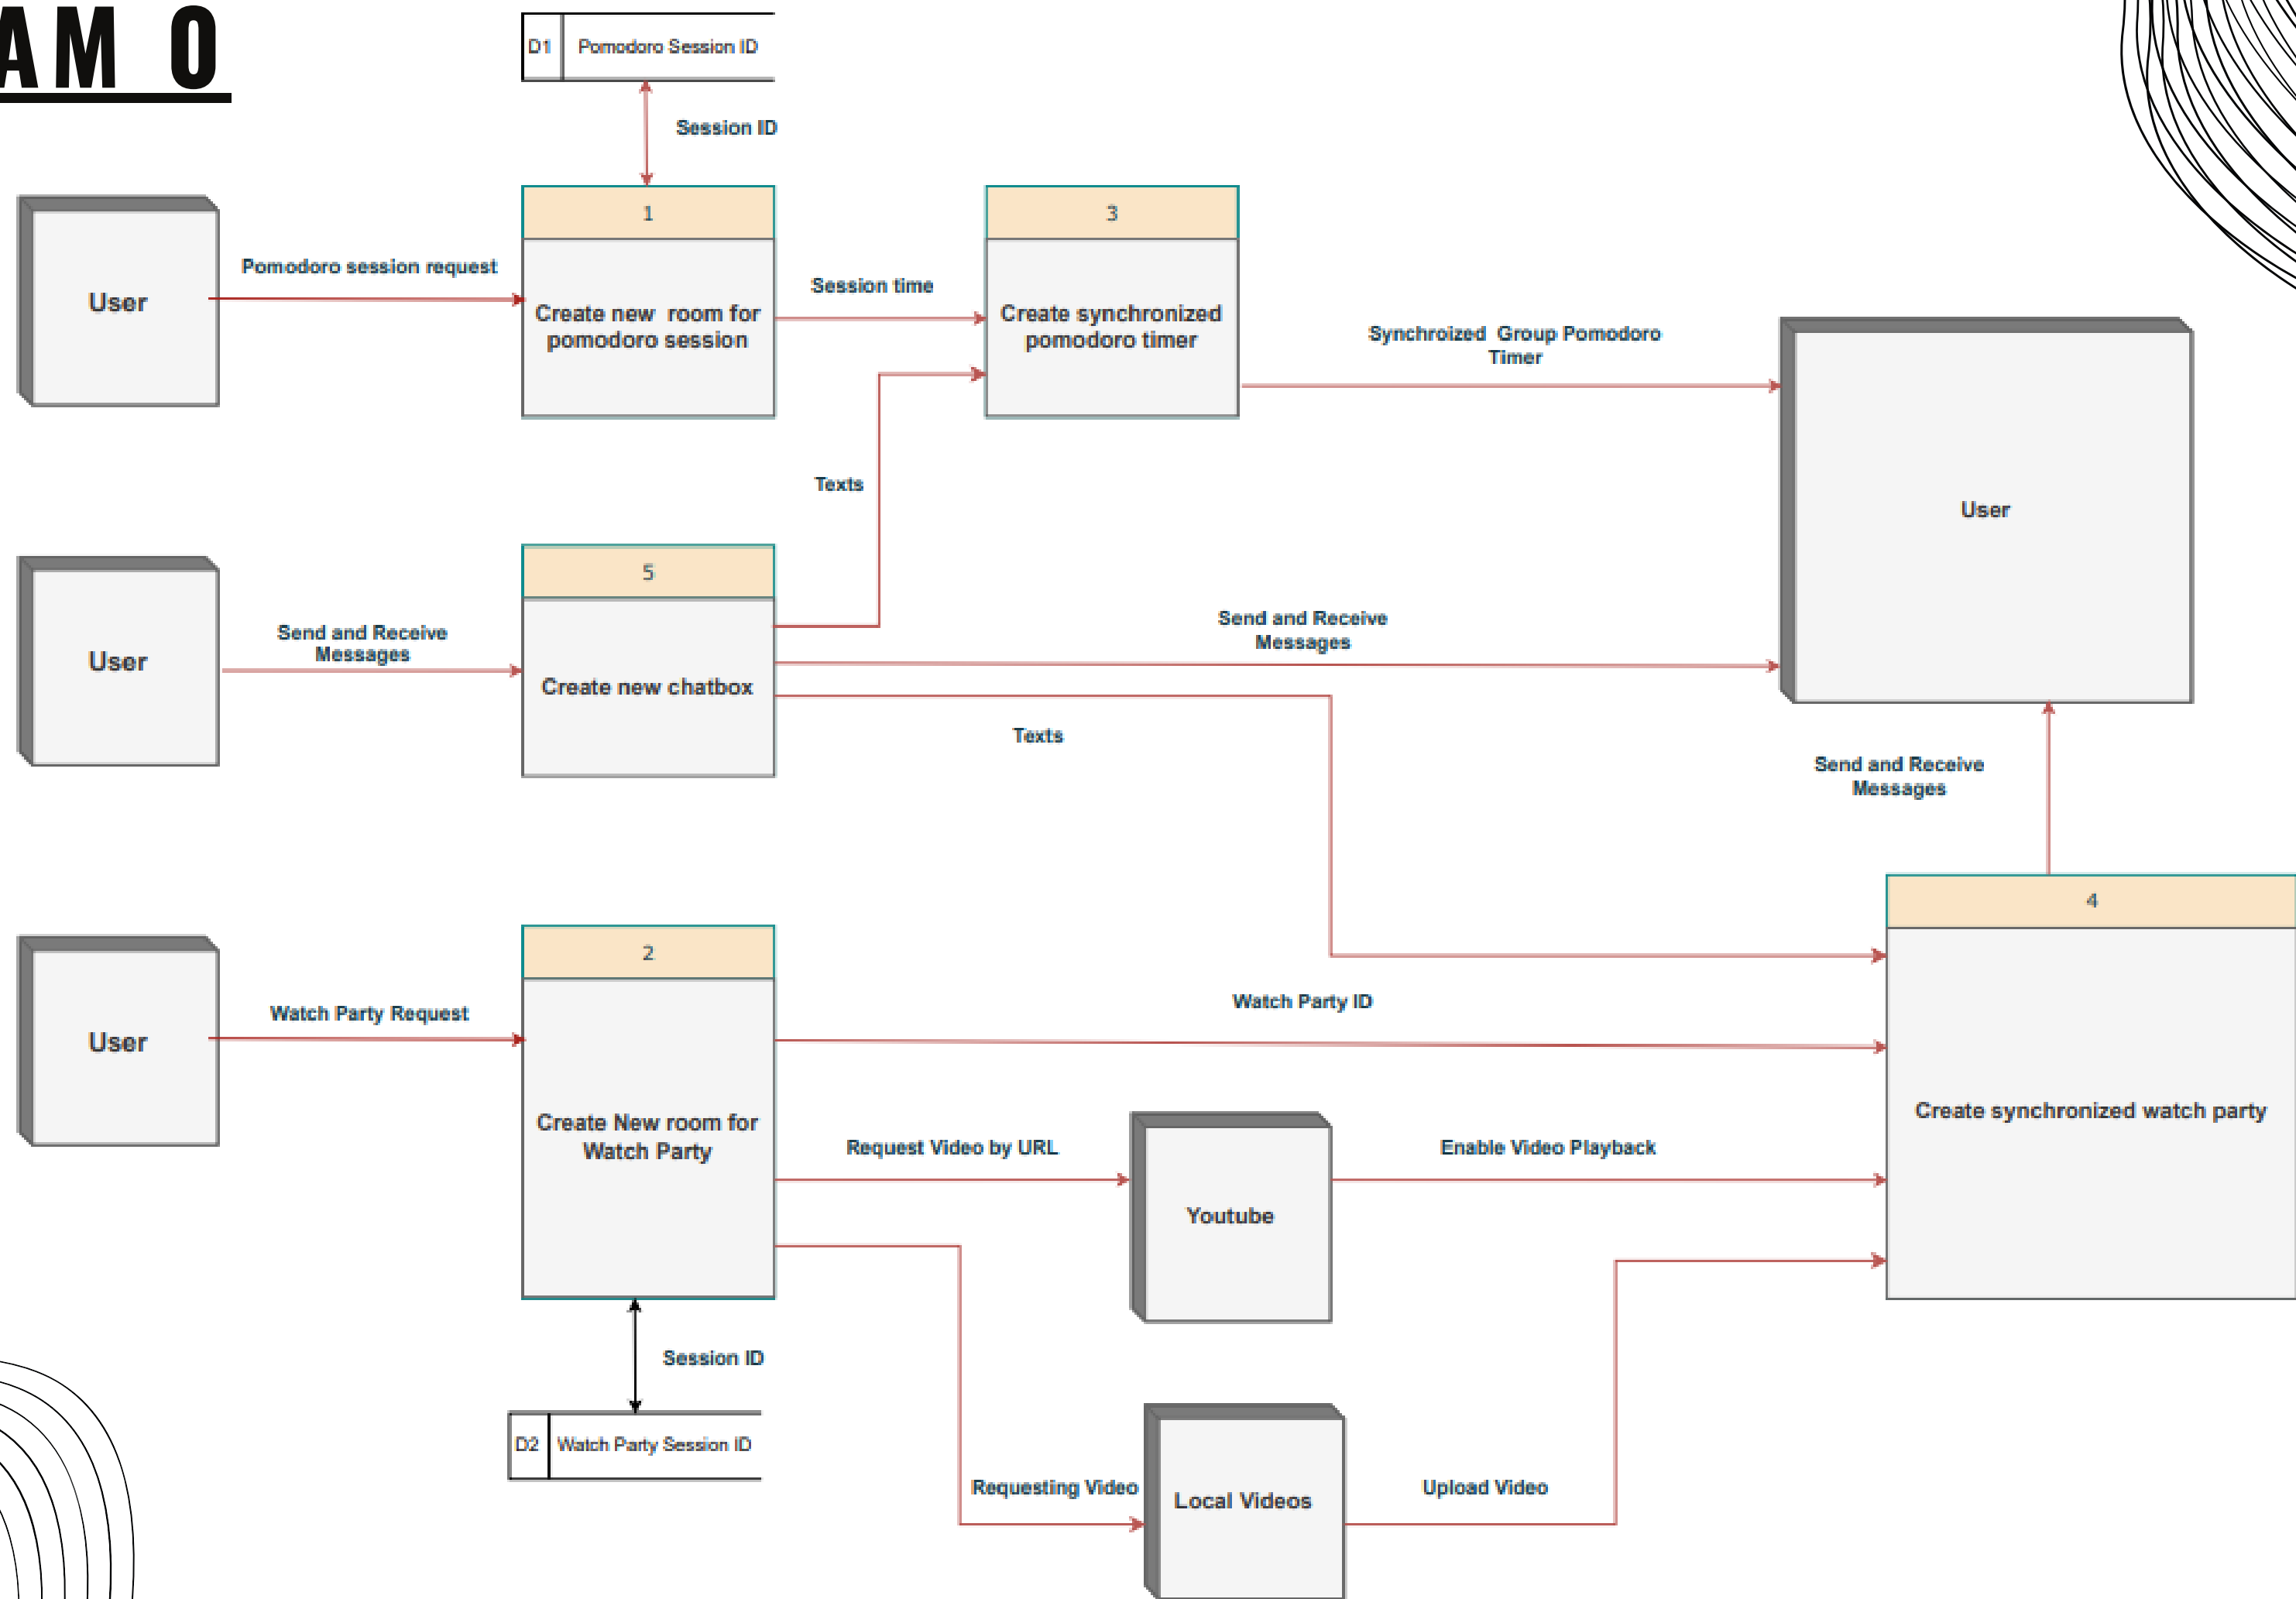 AM 0
D1 Pomodoro Session ID
Session ID
1
3
User
Pomodoro session request
Create new room for
pomodoro session
Session time
Create synchronized
pomodoro timer
Synchroized Group Pomodoro
Timer
User
Texts
5
User
Send and Receive
Messages
Create new chatbox
Send and Receive
Messages
Texts
Send and Receive
Messages
4
2
User
Watch Party Request
Create New room for
Watch Party
Watch Party ID
Create synchronized watch party
Request Video by URL
Youtube
Enable Video Playback
Session ID
D2 Watch Party Session ID
Requesting Video
Local Videos
Upload Video